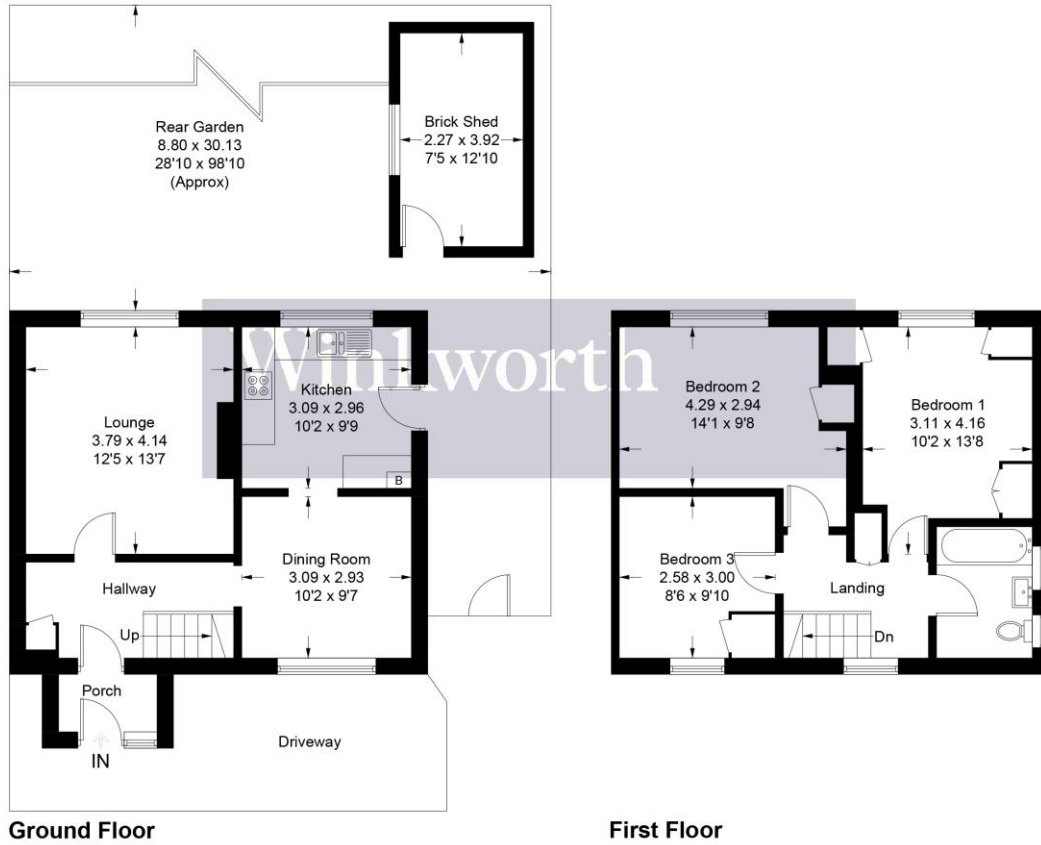 Rear Garden
8.80 x 30.13
28'10 x 98'10
(Approx)
Brick Shed
2.27 x 3.92
7'5 x 12'10
Winkworth
Lounge
3.79 x 4.14
12'5 x 13'7
Kitchen
3.09 x 2.96
10'2 x 9'9
B
Dining Room
3.09 x 2.93
10'2 x 9'7
Hallway
Up
Porch
IN
Driveway
Ground Floor
Bedroom 2
4.29 x 2.94
14'1 x 9'8
Bedroom 1
3.11 x 4.16
10'2 x 13'8
Bedroom 3
2.58 x 3.00
8'6 x 9'10
Landing
Dn
First Floor